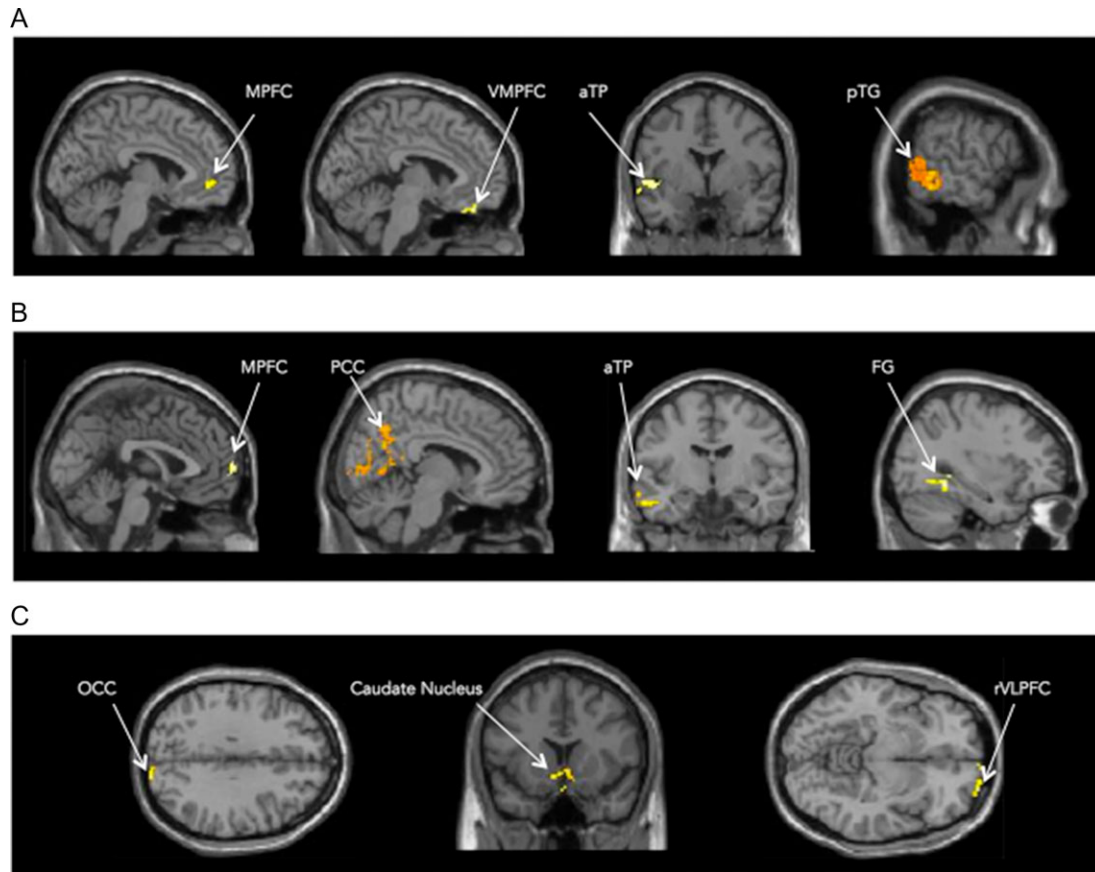 A
MPFC
VMPFC
aTP
pTG
B
MPFC
PCC
aTP
FG
C
OCC
Caudate Nucleus
rVLPFC